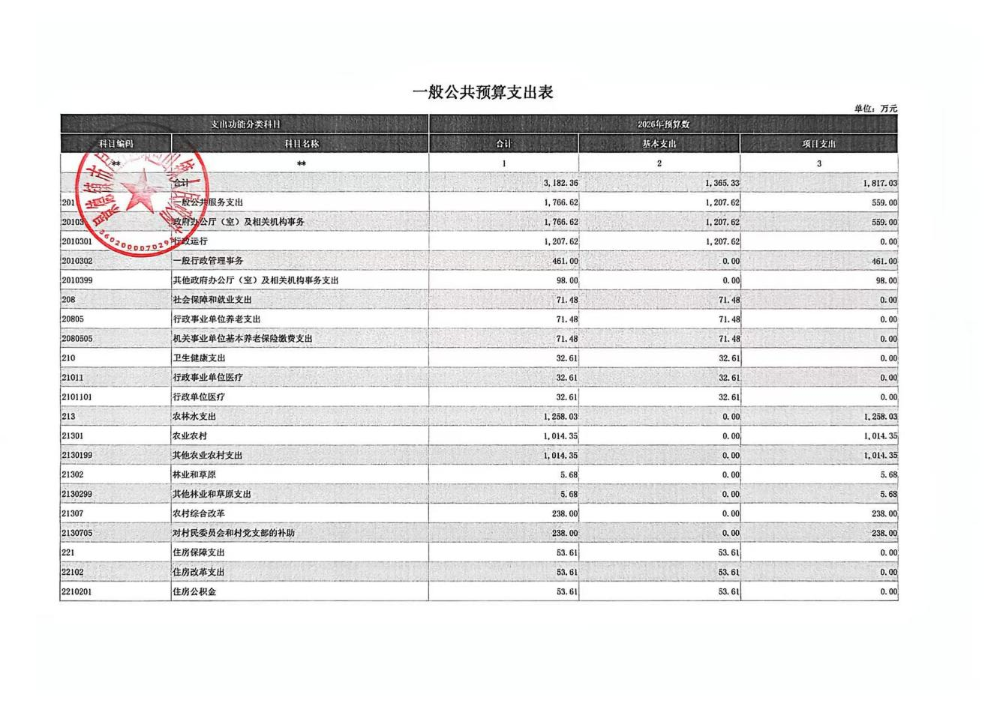 一般公共预算支出表
单位：万元
支出功能分类科目 2026年预算数
科目编码 科目名称 合计 基本支出 项目支出
** ** 1 2 3
合计 3,182.36 1,365.33 1,817.03
201 一般公共服务支出 1,766.62 1,207.62 559.00
20103 政府办公厅（室）及相关机构事务 1,766.62 1,207.62 559.00
2010301 行政运行 1,207.62 1,207.62 0.00
2010302 一般行政管理事务 461.00 0.00 461.00
2010399 其他政府办公厅（室）及相关机构事务支出 98.00 0.00 98.00
208 社会保障和就业支出 71.48 71.48 0.00
20805 行政事业单位养老支出 71.48 71.48 0.00
2080505 机关事业单位基本养老保险缴费支出 71.48 71.48 0.00
210 卫生健康支出 32.61 32.61 0.00
21011 行政事业单位医疗 32.61 32.61 0.00
2101101 行政单位医疗 32.61 32.61 0.00
213 农林水支出 1,258.03 0.00 1,258.03
21301 农业农村 1,014.35 0.00 1,014.35
2130199 其他农业农村支出 1,014.35 0.00 1,014.35
21302 林业和草原 5.68 0.00 5.68
2130299 其他林业和草原支出 5.68 0.00 5.68
21307 农村综合改革 238.00 0.00 238.00
2130705 对村民委员会和村党支部的补助 238.00 0.00 238.00
221 住房保障支出 53.61 53.61 0.00
22102 住房改革支出 53.61 53.61 0.00
2210201 住房公积金 53.61 53.61 0.00